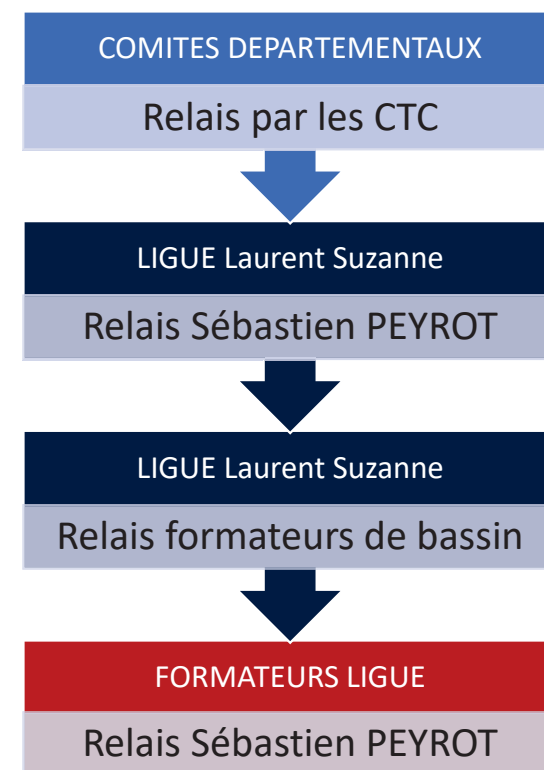 COMITES DEPARTEMENTAUX
Relais par les CTC
LIGUE Laurent Suzanne
Relais Sébastien PEYROT
LIGUE Laurent Suzanne
Relais formateurs de bassin
FORMATEURS LIGUE
Relais Sébastien PEYROT